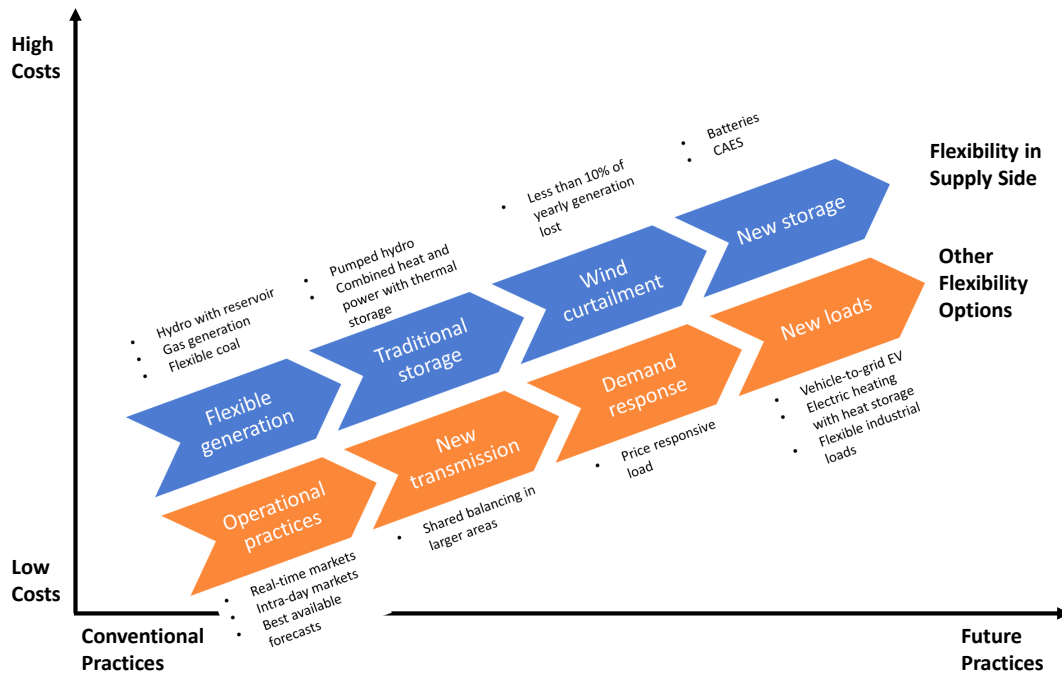 High
Costs
• Batteries
• CAES
Flexibility in
Supply Side
• Less than 10% of
yearly generation
lost
New storage
• Pumped hydro
• Combined heat and
power with thermal
storage
Wind
curtailment
Other
Flexibility
Options
• Hydro with reservoir
• Gas generation
• Flexible coal
Traditional
storage
New loads
Flexible
generation
Demand
response
• Vehicle-to-grid EV
• Electric heating
with heat storage
• Flexible industrial
loads
New
transmission
• Price responsive
load
Operational
practices
• Shared balancing in
larger areas
Low
Costs
• Real-time markets
• Intra-day markets
• Best available
• forecasts
Conventional
Practices
Future
Practices